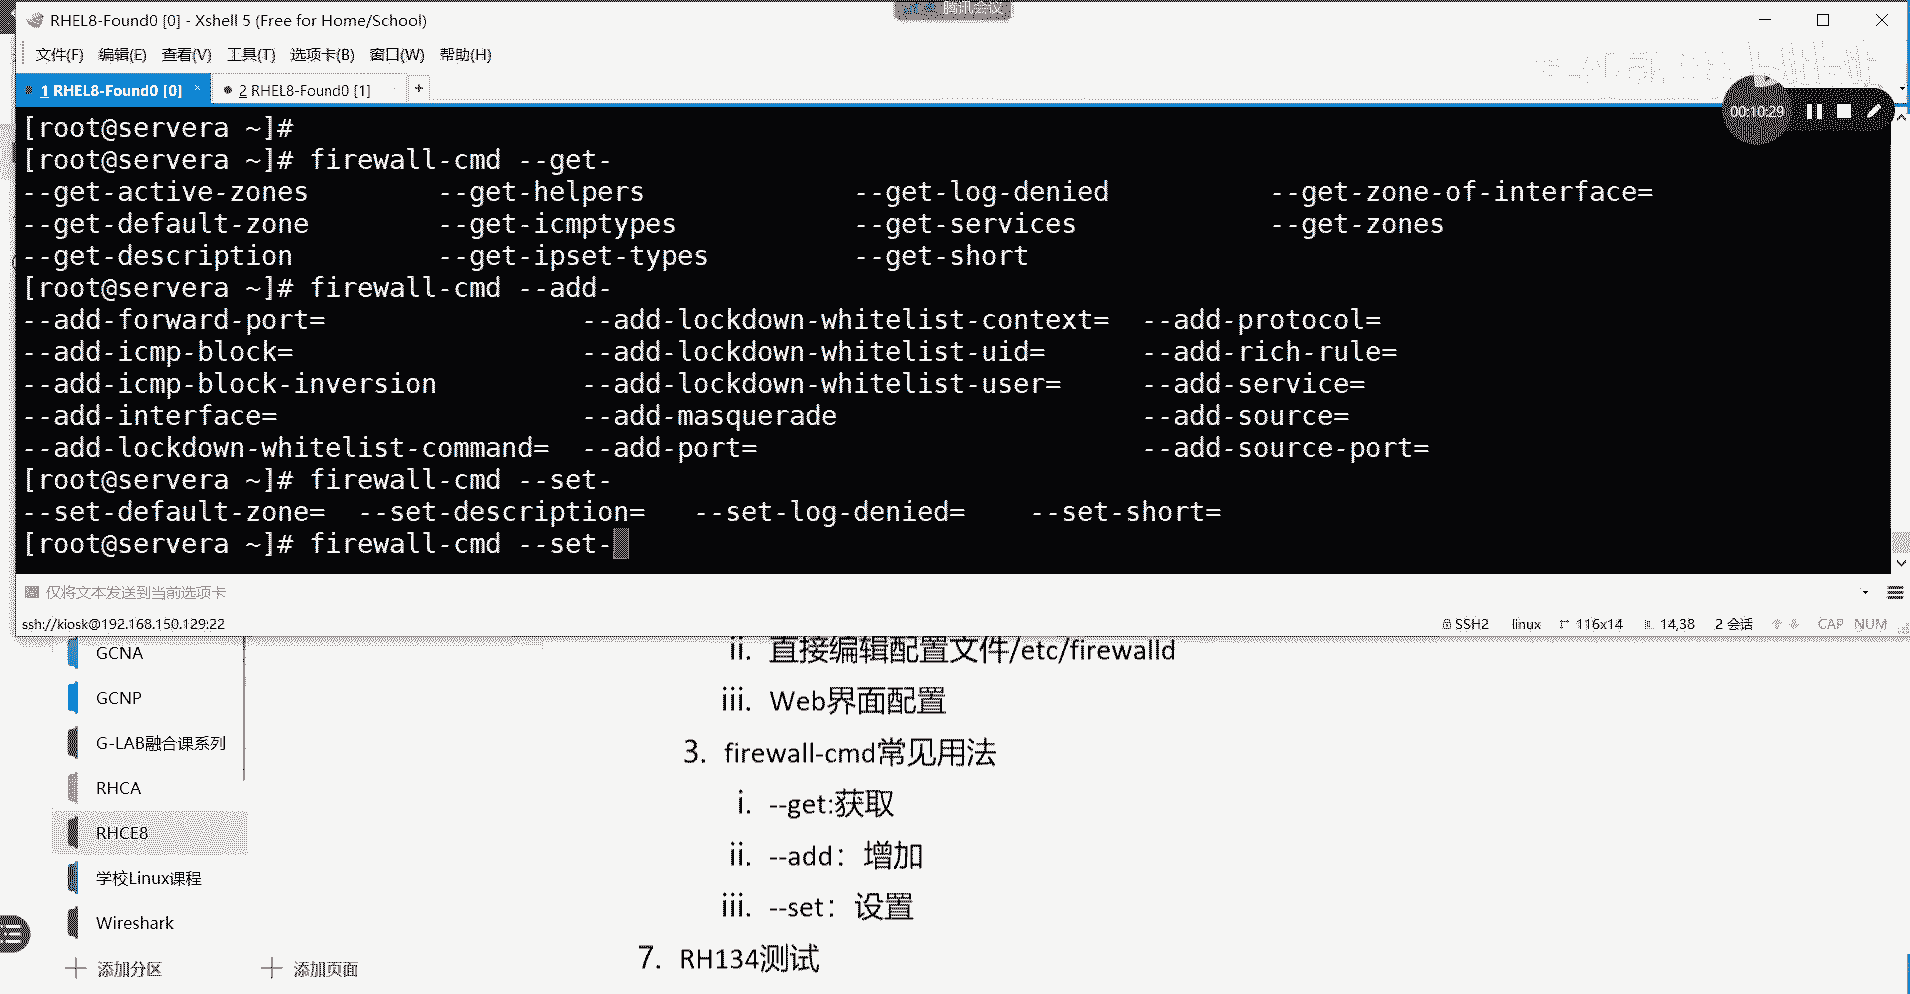 腾讯会议
RHEL8-Found0 [0] - Xshell 5 (Free for Home/School)
文件(F) 编辑(E) 查看(V) 工具(T) 选项卡(B) 窗口(W) 帮助(H)
1 RHEL8-Found0 [0] × 2 RHEL8-Found0 [1] +
00:10:29
[root@servera ~]#
[root@servera ~]# firewall-cmd --get-
--get-active-zones --get-helpers --get-log-denied --get-zone-of-interface=
--get-default-zone --get-icmptypes --get-services --get-zones
--get-description --get-ipset-types --get-short
[root@servera ~]# firewall-cmd --add-
--add-forward-port= --add-lockdown-whitelist-context= --add-protocol=
--add-icmp-block= --add-lockdown-whitelist-uid= --add-rich-rule=
--add-icmp-block-inversion --add-lockdown-whitelist-user= --add-service=
--add-interface= --add-masquerade --add-source=
--add-lockdown-whitelist-command= --add-port= --add-source-port=
[root@servera ~]# firewall-cmd --set-
--set-default-zone= --set-description= --set-log-denied= --set-short=
[root@servera ~]# firewall-cmd --set-
仅将文本发送到当前选项卡
ssh://kiosk@192.168.150.129:22 SSH2 linux 116x14 14,38 2 会话 CAP NUM
GCNA
GCNP
G-LAB融合课系列
RHCA
RHCE8
学校Linux课程
Wireshark
添加分区 添加页面
ii. 直接编辑配置文件/etc/firewalld
iii. Web界面配置
3. firewall-cmd常见用法
i. --get:获取
ii. --add：增加
iii. --set：设置
7. RH134测试